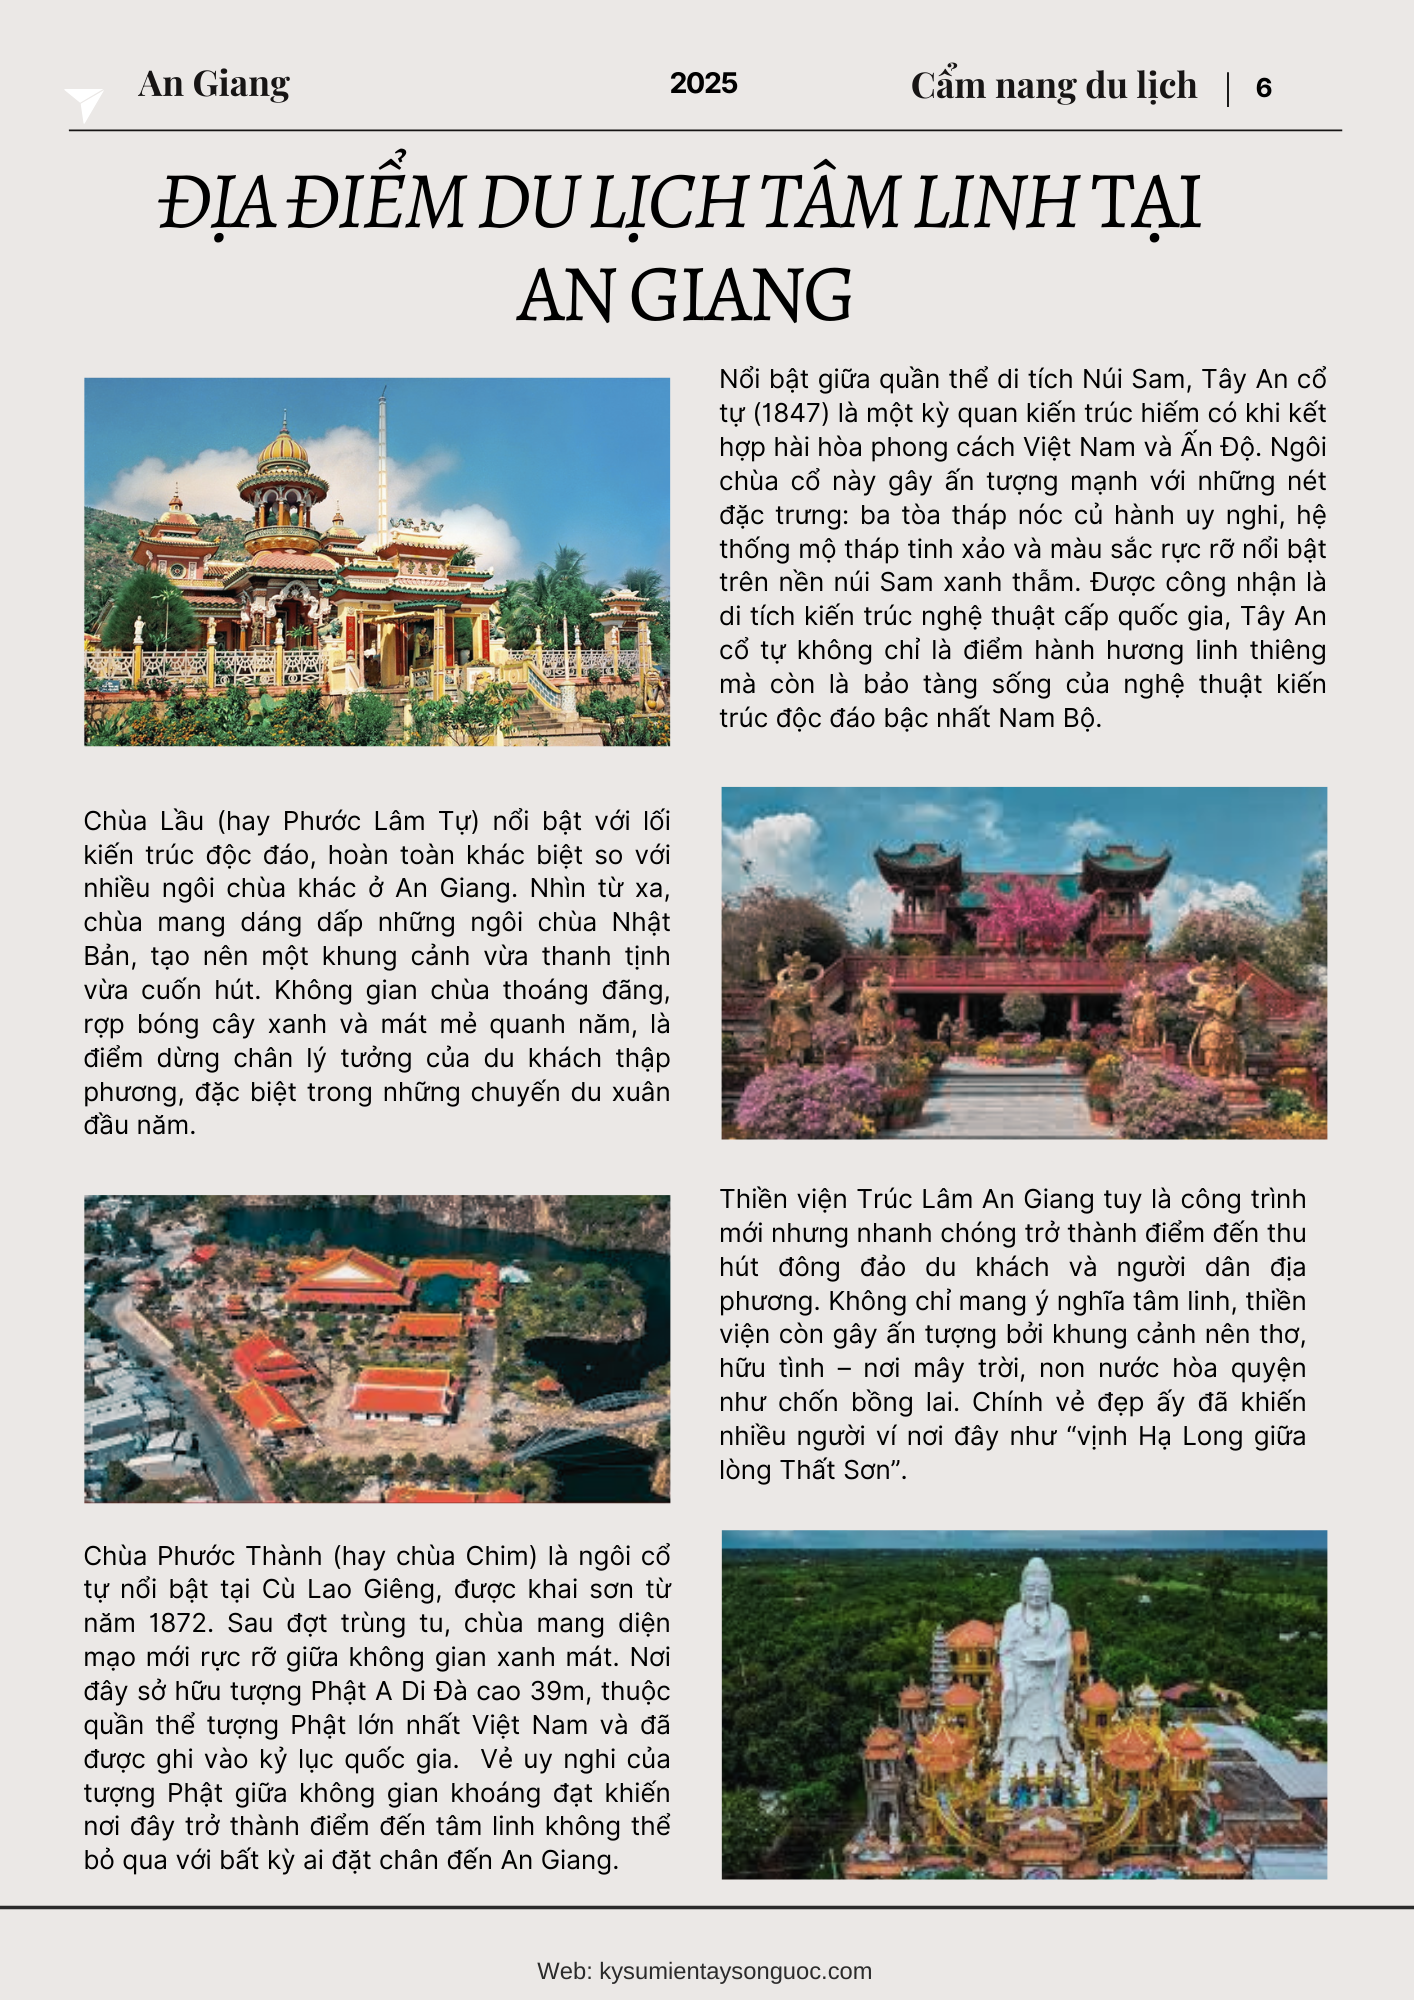 An Giang
2025
Cẩm nang du lịch | 6
ĐỊA ĐIỂM DU LỊCH TÂM LINH TẠI
AN GIANG
Nổi bật giữa quần thể di tích Núi Sam, Tây An cổ
tự (1847) là một kỳ quan kiến trúc hiếm có khi kết
hợp hài hòa phong cách Việt Nam và Ấn Độ. Ngôi
chùa cổ này gây ấn tượng mạnh với những nét
đặc trưng: ba tòa tháp nóc củ hành uy nghi, hệ
thống mộ tháp tinh xảo và màu sắc rực rỡ nổi bật
trên nền núi Sam xanh thẫm. Được công nhận là
di tích kiến trúc nghệ thuật cấp quốc gia, Tây An
cổ tự không chỉ là điểm hành hương linh thiêng
mà còn là bảo tàng sống của nghệ thuật kiến
trúc độc đáo bậc nhất Nam Bộ.
Chùa Lầu (hay Phước Lâm Tự) nổi bật với lối
kiến trúc độc đáo, hoàn toàn khác biệt so với
nhiều ngôi chùa khác ở An Giang. Nhìn từ xa,
chùa mang dáng dấp những ngôi chùa Nhật
Bản, tạo nên một khung cảnh vừa thanh tịnh
vừa cuốn hút. Không gian chùa thoáng đãng,
rợp bóng cây xanh và mát mẻ quanh năm, là
điểm dừng chân lý tưởng của du khách thập
phương, đặc biệt trong những chuyến du xuân
đầu năm.
Thiền viện Trúc Lâm An Giang tuy là công trình
mới nhưng nhanh chóng trở thành điểm đến thu
hút đông đảo du khách và người dân địa
phương. Không chỉ mang ý nghĩa tâm linh, thiền
viện còn gây ấn tượng bởi khung cảnh nên thơ,
hữu tình – nơi mây trời, non nước hòa quyện
như chốn bồng lai. Chính vẻ đẹp ấy đã khiến
nhiều người ví nơi đây như “vịnh Hạ Long giữa
lòng Thất Sơn”.
Chùa Phước Thành (hay chùa Chim) là ngôi cổ
tự nổi bật tại Cù Lao Giêng, được khai sơn từ
năm 1872. Sau đợt trùng tu, chùa mang diện
mạo mới rực rỡ giữa không gian xanh mát. Nơi
đây sở hữu tượng Phật A Di Đà cao 39m, thuộc
quần thể tượng Phật lớn nhất Việt Nam và đã
được ghi vào kỷ lục quốc gia.  Vẻ uy nghi của
tượng Phật giữa không gian khoáng đạt khiến
nơi đây trở thành điểm đến tâm linh không thể
bỏ qua với bất kỳ ai đặt chân đến An Giang.
Web: kysumientaysonguoc.com